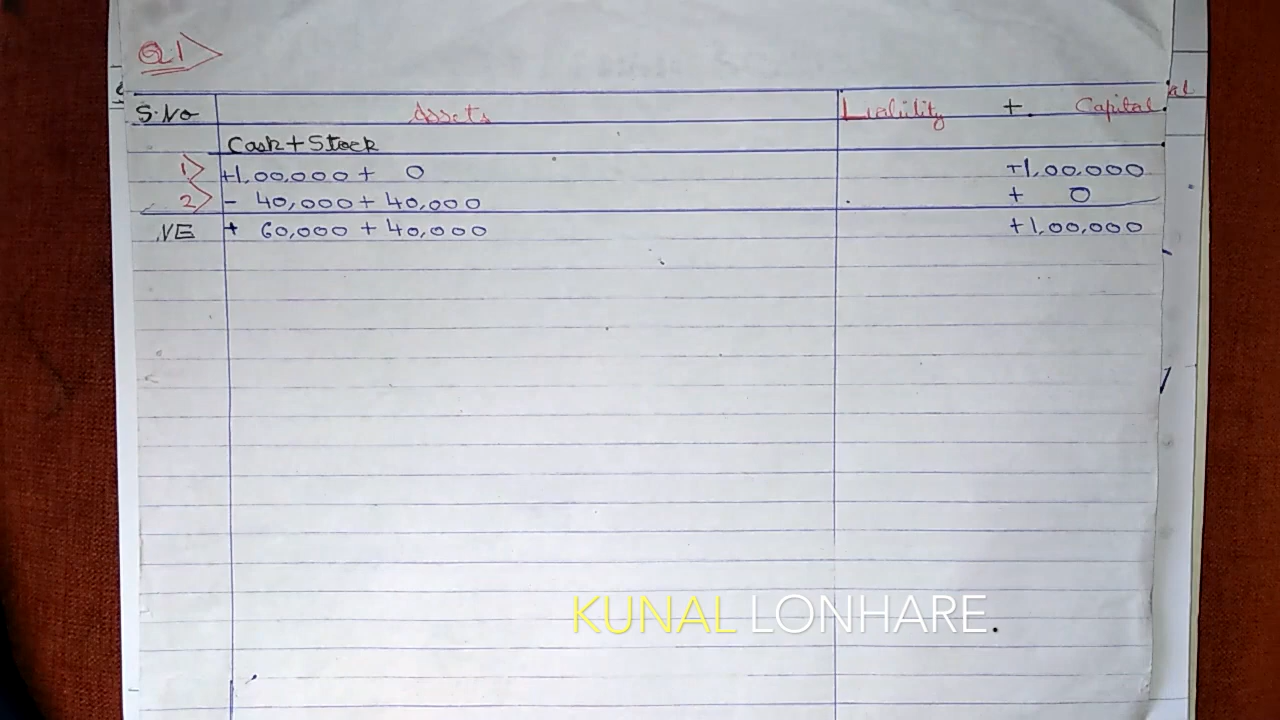 Q.1
S.No Assets Liability + Capital
Cash + Stock
1) +1,00,000 + 0 +1,00,000
2) - 40,000 + 40,000 + 0
NE + 60,000 + 40,000 +1,00,000
KUNAL LONHARE.